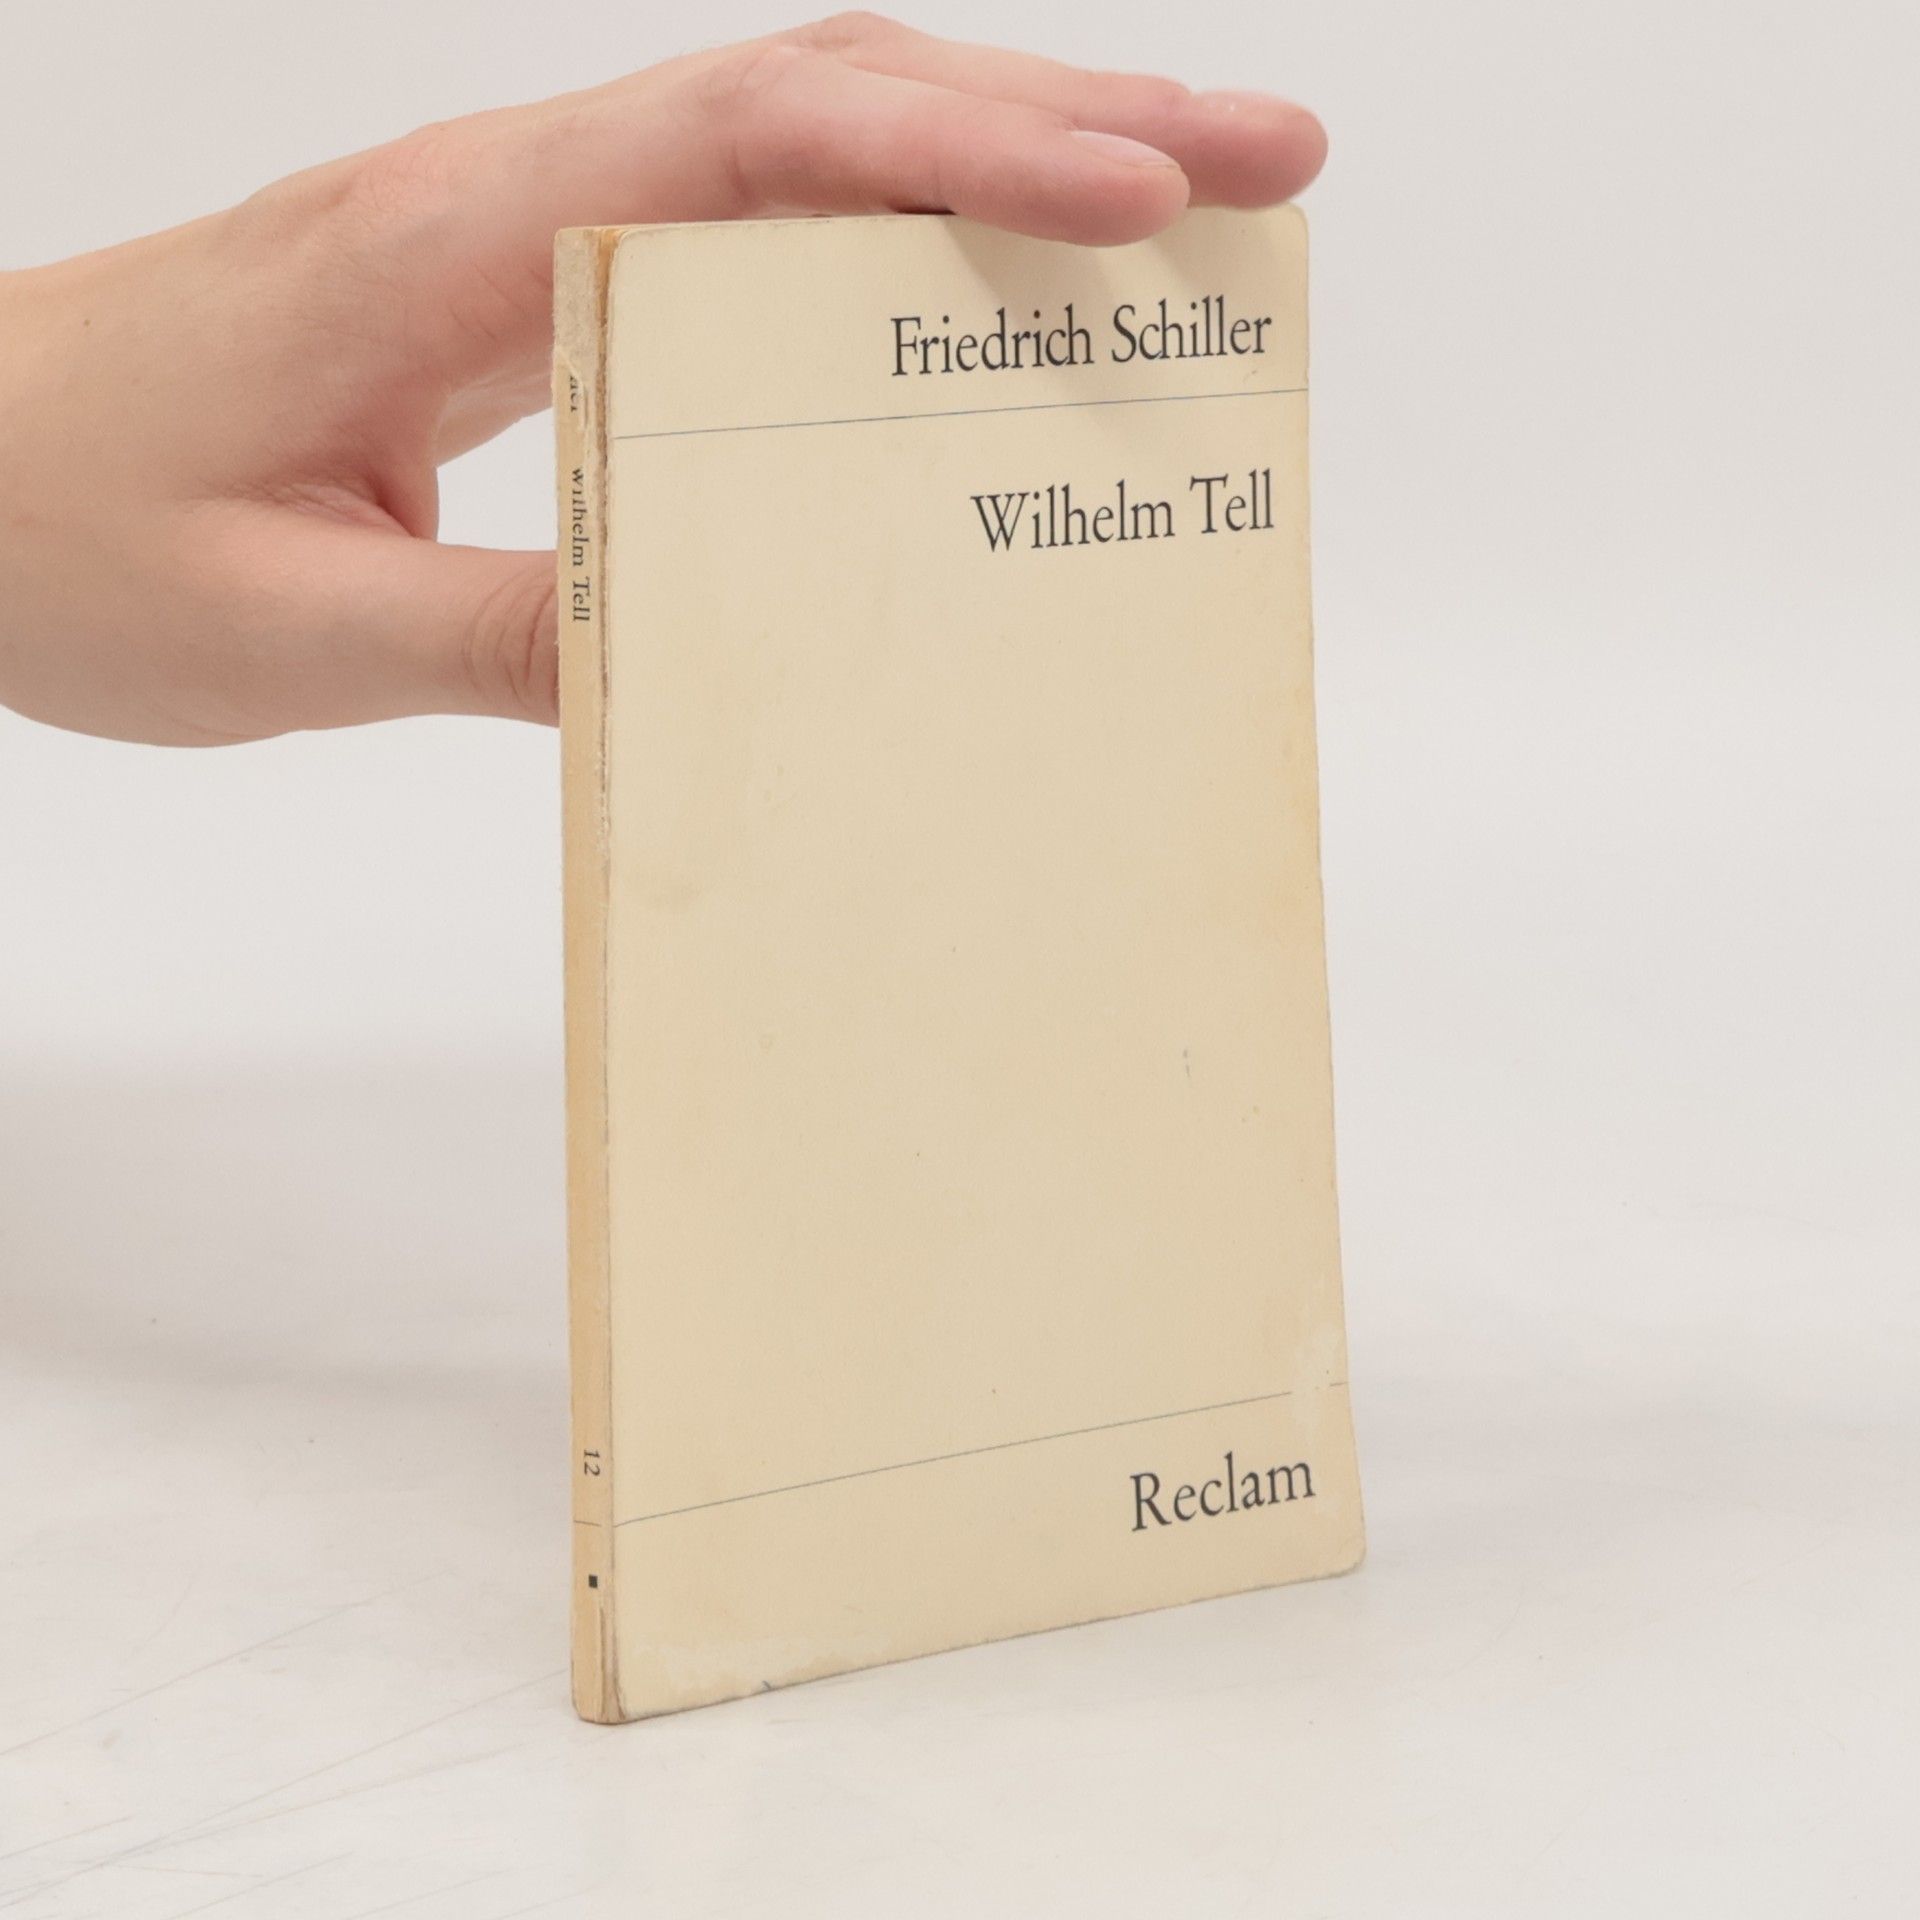 Friedrich Schiller
Wilhelm Tell
Reclam
Wilhelm Tell
12